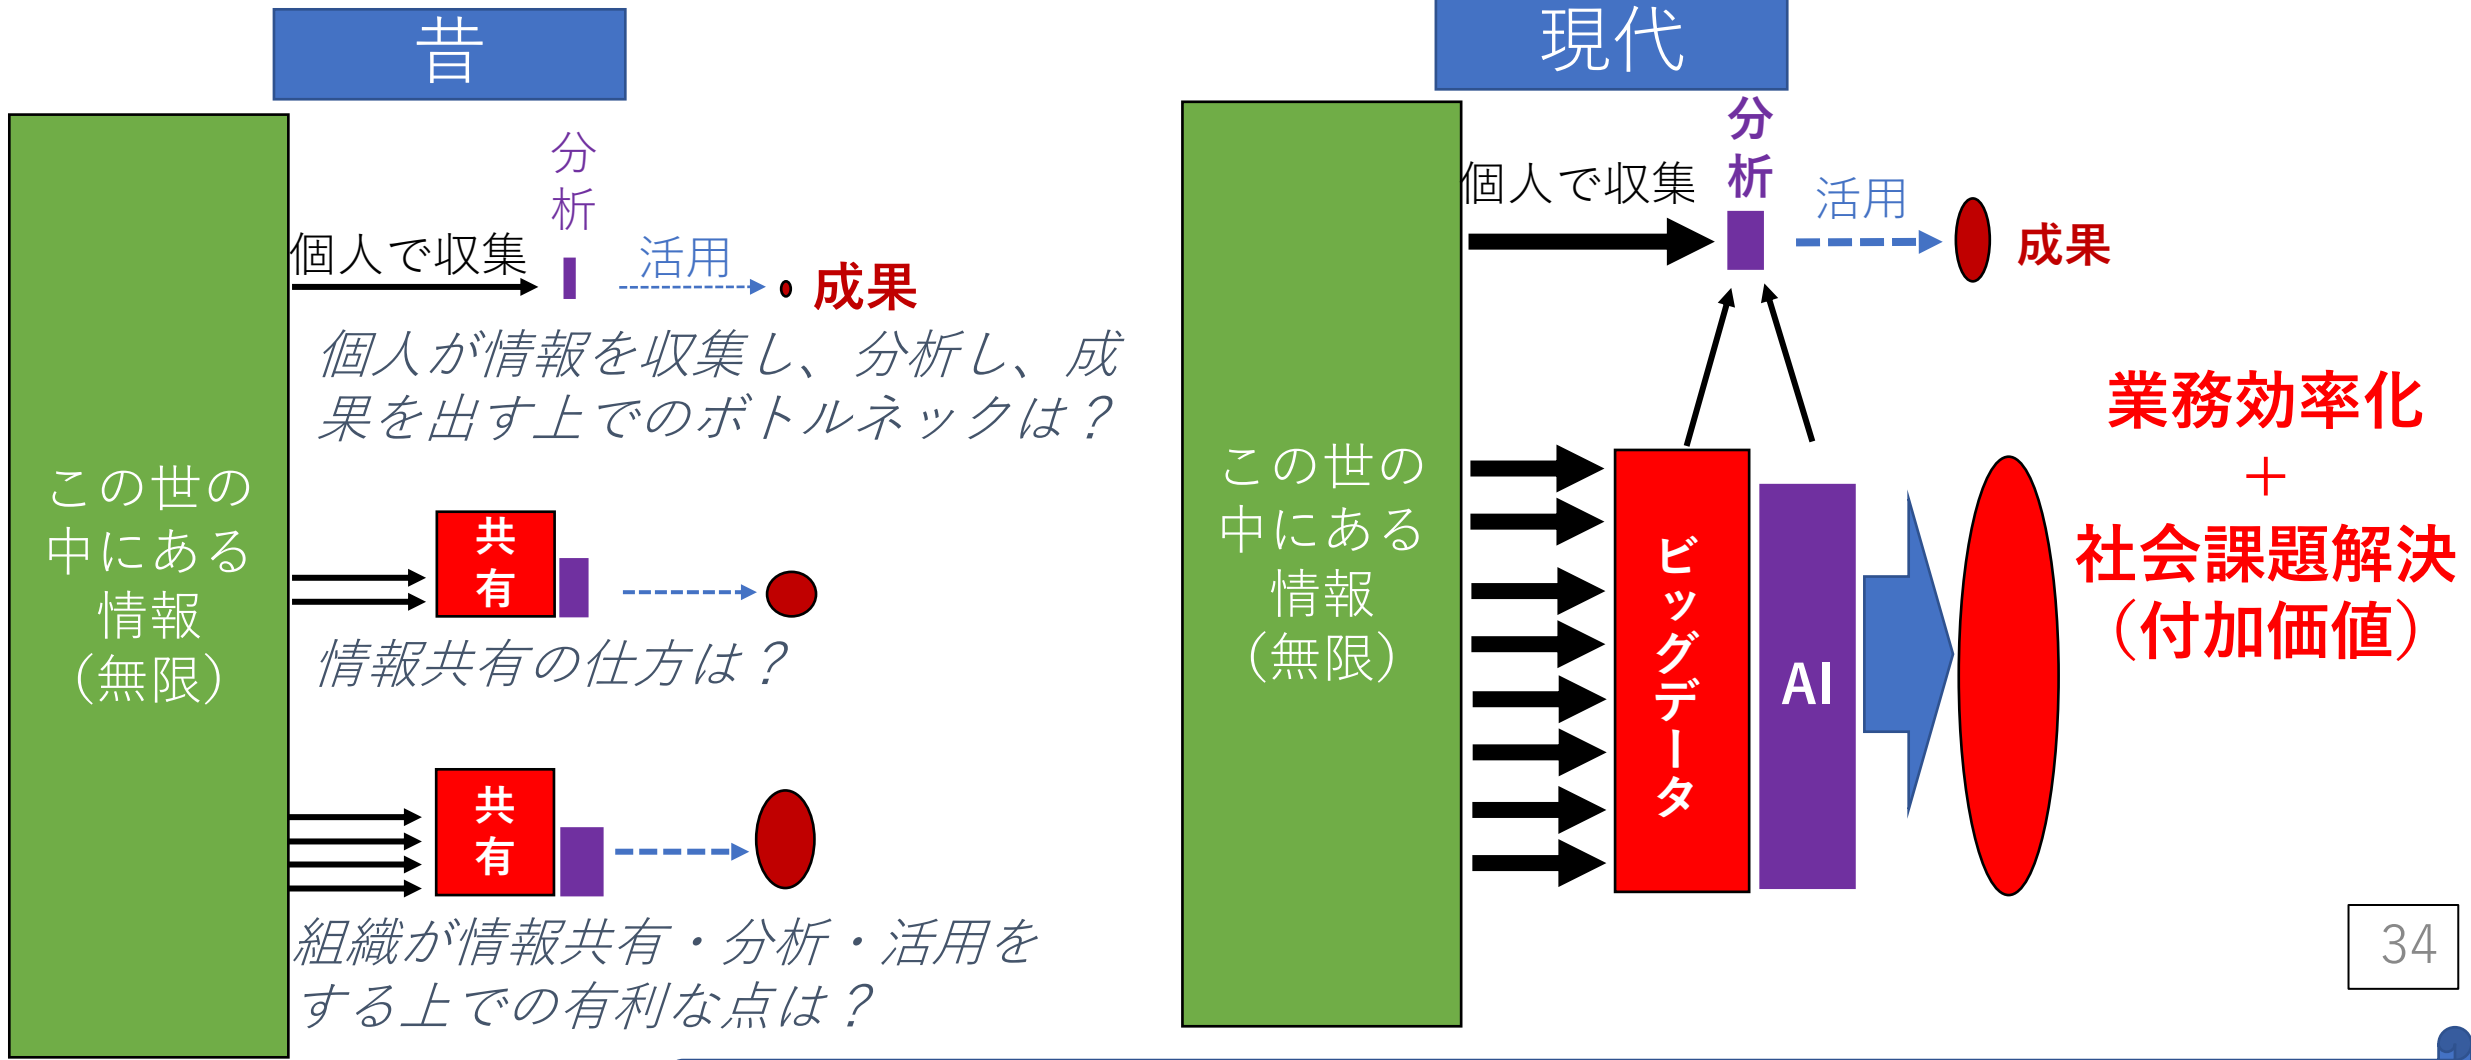 昔
この世の
中にある
情報
（無限）
分
析
個人で収集
活用
成果
個人が情報を収集し、分析し、成
果を出す上でのボトルネックは？
共
有
情報共有の仕方は？
共
有
組織が情報共有・分析・活用を
する上での有利な点は？
現代
この世の
中にある
情報
（無限）
分
析
個人で収集
活用
成果
ビッグデータ
AI
業務効率化
＋
社会課題解決
（付加価値）
34